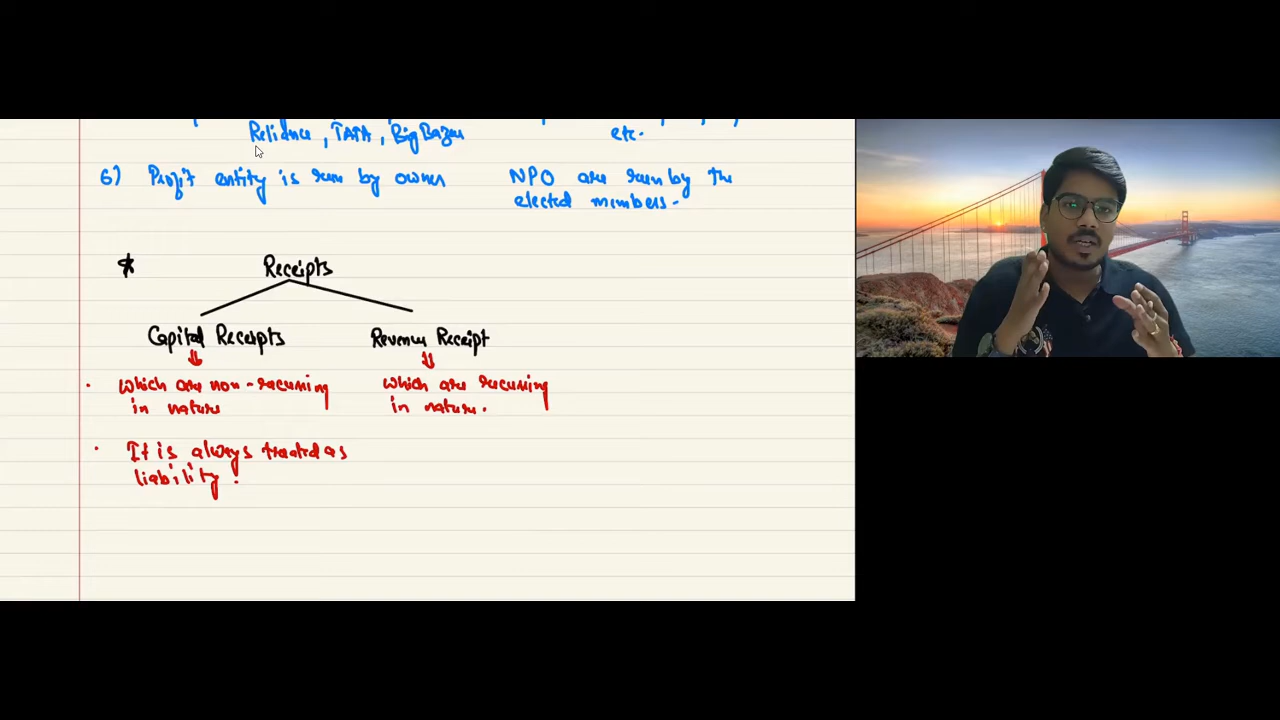 Reliance, TATA, Big Bazar
etc.
6) Profit entity is run by owner
NPO are run by the
elected members.
* Receipts
Capital Receipts
Revenue Receipt
. Which are non-recurring
in nature
Which are recurring
in nature.
. It is always treated as
liability.